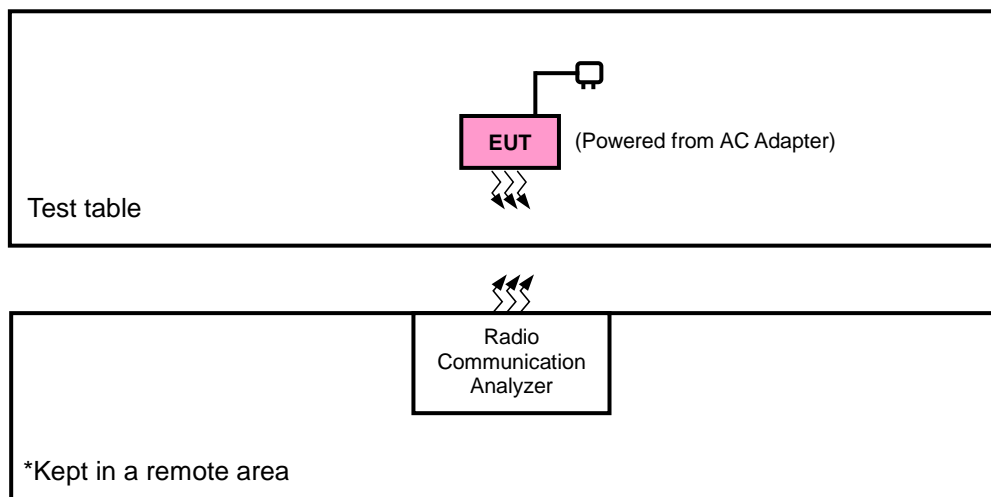 EUT
(Powered from AC Adapter)
Test table
Radio
Communication
Analyzer
*Kept in a remote area